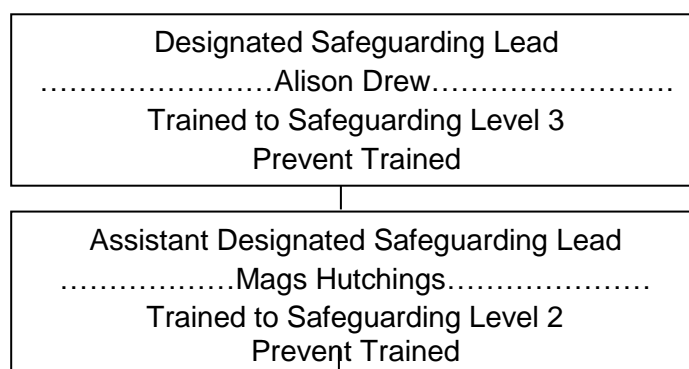 Designated Safeguarding Lead
………………………Alison Drew…………………….
Trained to Safeguarding Level 3
Prevent Trained
Assistant Designated Safeguarding Lead
………………..Mags Hutchings…………………
Trained to Safeguarding Level 2
Prevent Trained